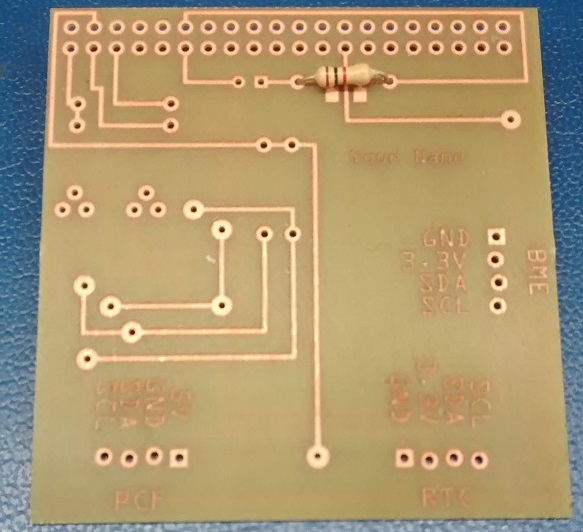 Your Name
GND
3.3V
SDA
SCL
BME
SCL
SDA
GND
5V
GND
3.3V
SDA
SCL
PCF
RTC